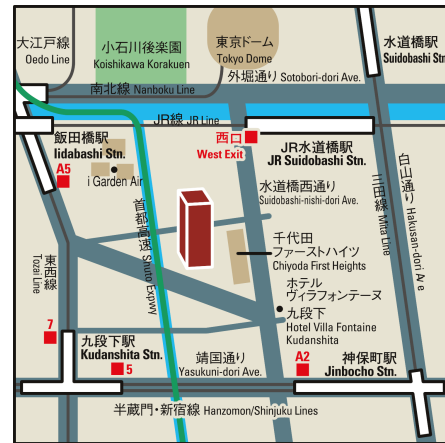 大江戸線
Oedo Line
小石川後楽園
Koishikawa Korakuen
東京ドーム
Tokyo Dome
水道橋駅
Suidobashi Stn.
外堀通り Sotobori-dori Ave.
南北線 Nanboku Line
JR線 JR Line
飯田橋駅
Iidabashi Stn.
西口
West Exit
JR水道橋駅
JR Suidobashi Stn.
A5
i Garden Air
水道橋西通り
Suidobashi-nishi-dori Ave.
白山通り Hakusan-dori Ave
三田線 Mita Line
首都高速 Shuto Expwy
東西線
Tozai Line
千代田
ファーストハイツ
Chiyoda First Heights
ホテル
ヴィラフォンテーヌ
九段下
Hotel Villa Fontaine
Kudanshita
7
九段下駅
Kudanshita Stn.
5
靖国通り
Yasukuni-dori Ave.
A2
神保町駅
Jinbocho Stn.
半蔵門・新宿線 Hanzomon/Shinjuku Lines